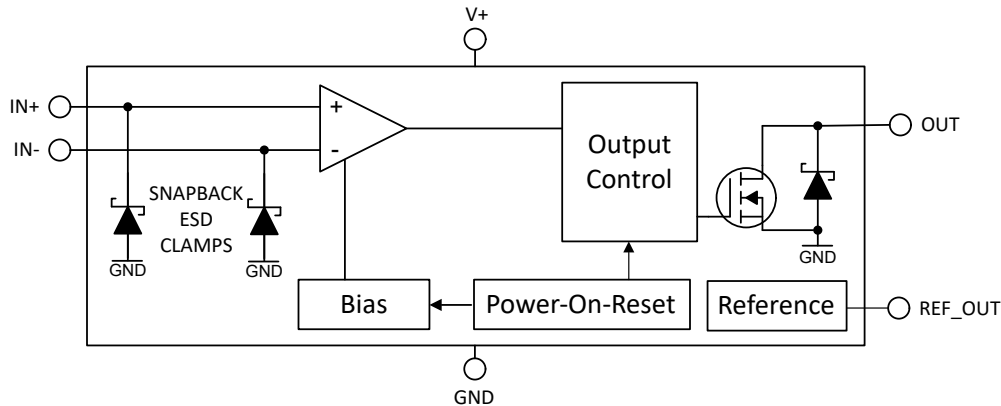 V+
IN+
IN-
+
-
SNAPBACK
ESD
CLAMPS
GND
GND
Output
Control
OUT
GND
Bias
Power-On-Reset
Reference
REF_OUT
GND